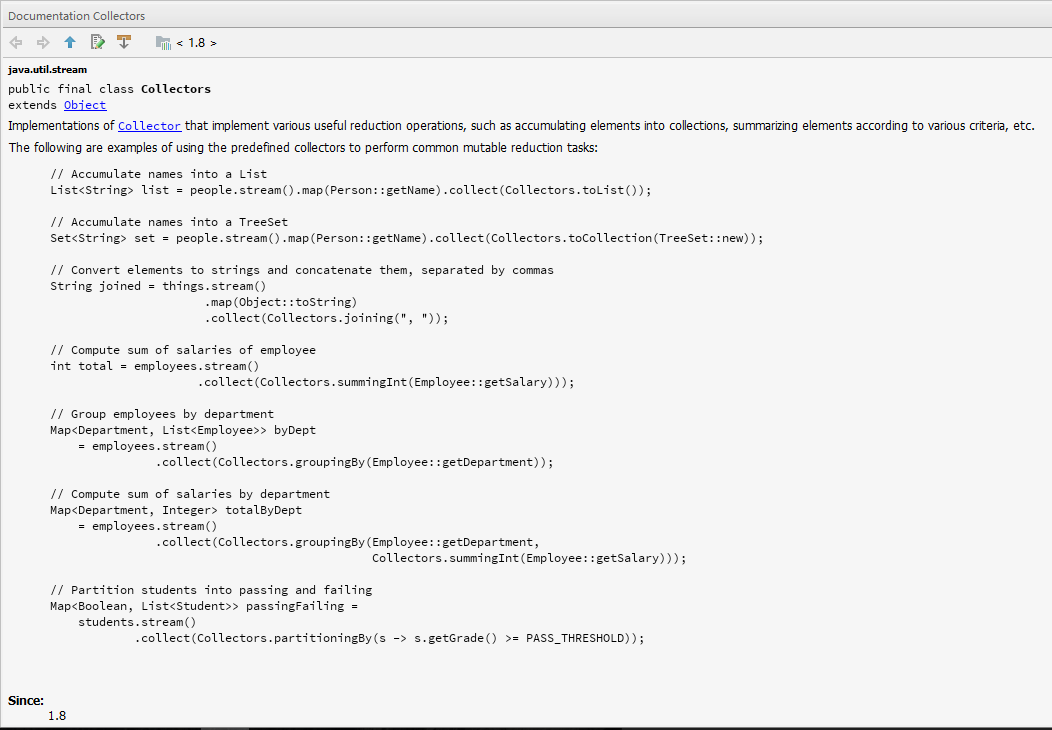 Documentation Collectors
< 1.8 >
java.util.stream
public final class Collectors
extends Object
Implementations of Collector that implement various useful reduction operations, such as accumulating elements into collections, summarizing elements according to various criteria, etc.
The following are examples of using the predefined collectors to perform common mutable reduction tasks:
// Accumulate names into a List
List<String> list = people.stream().map(Person::getName).collect(Collectors.toList());
// Accumulate names into a TreeSet
Set<String> set = people.stream().map(Person::getName).collect(Collectors.toCollection(TreeSet::new));
// Convert elements to strings and concatenate them, separated by commas
String joined = things.stream()
.map(Object::toString)
.collect(Collectors.joining(", "));
// Compute sum of salaries of employee
int total = employees.stream()
.collect(Collectors.summingInt(Employee::getSalary)));
// Group employees by department
Map<Department, List<Employee>> byDept
= employees.stream()
.collect(Collectors.groupingBy(Employee::getDepartment));
// Compute sum of salaries by department
Map<Department, Integer> totalByDept
= employees.stream()
.collect(Collectors.groupingBy(Employee::getDepartment,
Collectors.summingInt(Employee::getSalary)));
// Partition students into passing and failing
Map<Boolean, List<Student>> passingFailing =
students.stream()
.collect(Collectors.partitioningBy(s -> s.getGrade() >= PASS_THRESHOLD));
Since:
1.8